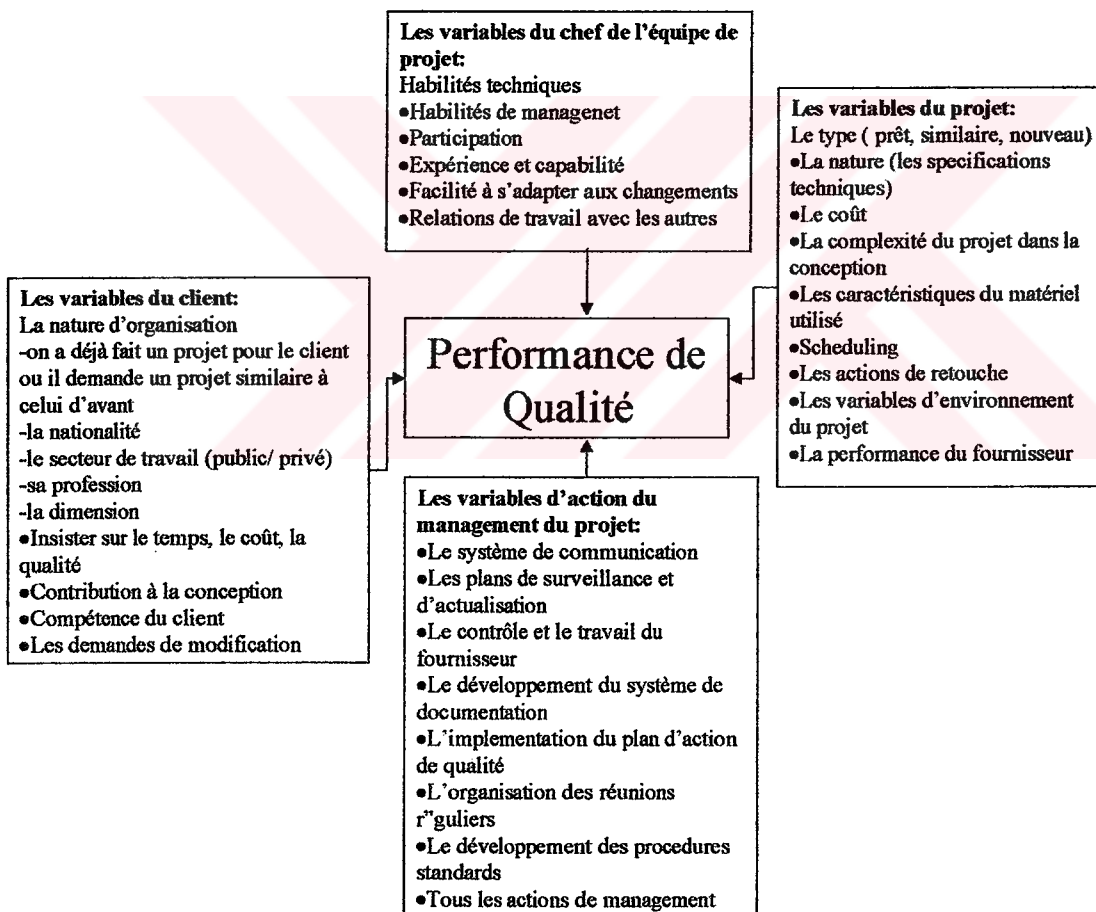 Les variables du chef de l'équipe de
projet:
Habilités techniques
●Habilités de managenet
●Participation
●Expérience et capabilité
●Facilité à s'adapter aux changements
●Relations de travail avec les autres
Les variables du projet:
Le type ( prêt, similaire, nouveau)
●La nature (les specifications
techniques)
●Le coût
●La complexité du projet dans la
conception
●Les caractéristiques du matériel
utilisé
●Scheduling
●Les actions de retouche
●Les variables d'environnement
du projet
●La performance du fournisseur
Les variables du client:
La nature d'organisation
-on a déjà fait un projet pour le client
ou il demande un projet similaire à
celui d'avant
-la nationalité
-le secteur de travail (public/ privé)
-sa profession
-la dimension
●Insister sur le temps, le coût, la
qualité
●Contribution à la conception
●Compétence du client
●Les demandes de modification
Performance de
Qualité
Les variables d'action du
management du projet:
●Le système de communication
●Les plans de surveillance et
d'actualisation
●Le contrôle et le travail du
fournisseur
●Le développement du système de
documentation
●L'implementation du plan d'action
de qualité
●L'organisation des réunions
r"guliers
●Le développement des procedures
standards
●Tous les actions de management